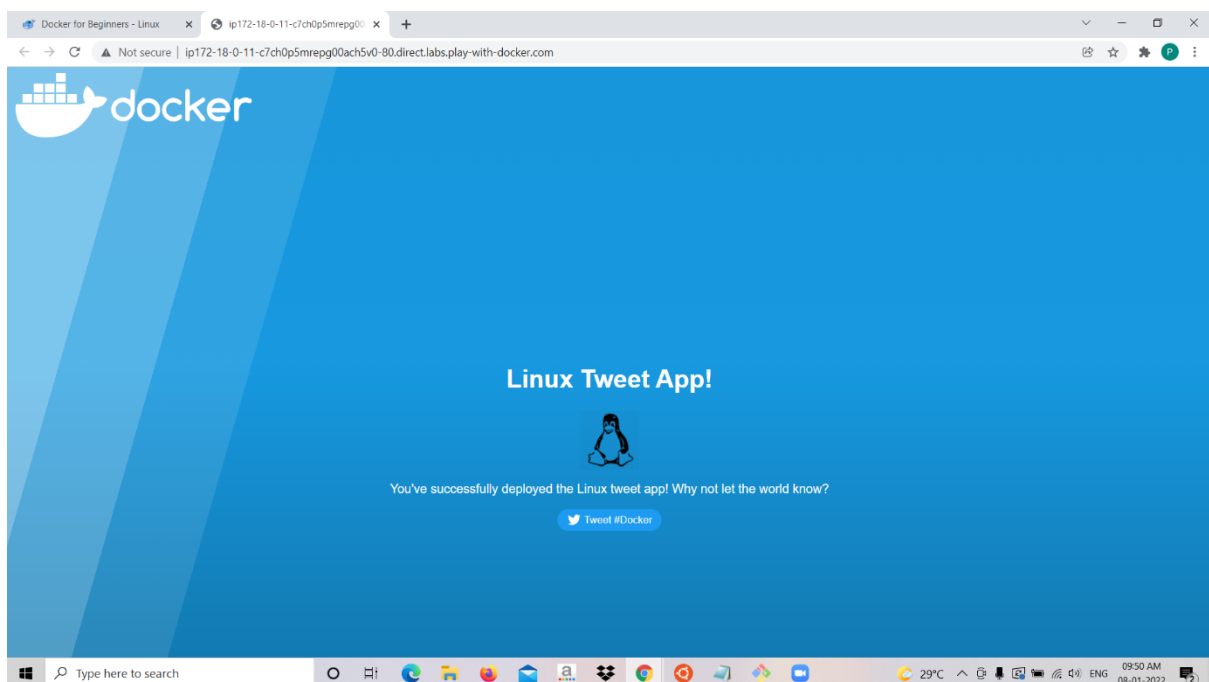 Docker for Beginners - Linux
ip172-18-0-11-c7ch0p5mrepg00
Not secure | ip172-18-0-11-c7ch0p5mrepg00ach5v0-80.direct.labs.play-with-docker.com
P
docker
Linux Tweet App!
You've successfully deployed the Linux tweet app! Why not let the world know?
Tweet #Docker
Type here to search
a
29°C
ENG
09:50 AM
08-01-2022
2